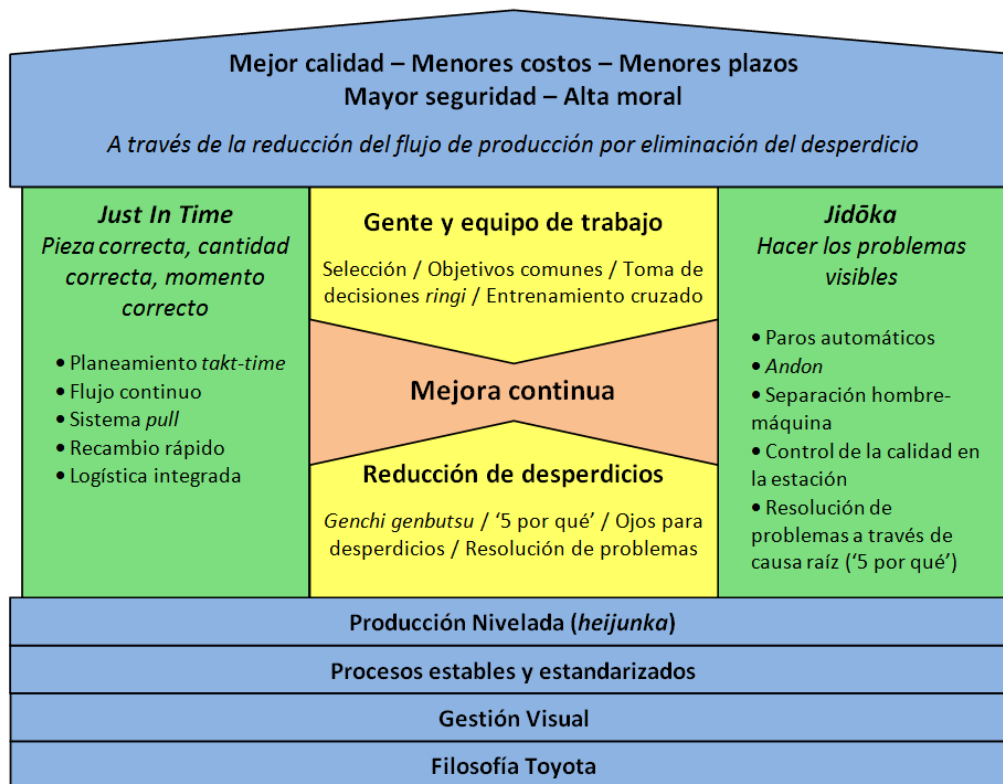 Mejor calidad – Menores costos – Menores plazos
Mayor seguridad – Alta moral
A través de la reducción del flujo de producción por eliminación del desperdicio
Just In Time
Pieza correcta, cantidad
correcta, momento
correcto
• Planeamiento takt-time
• Flujo continuo
• Sistema pull
• Recambio rápido
• Logística integrada
Gente y equipo de trabajo
Selección / Objetivos comunes / Toma de
decisiones ringi / Entrenamiento cruzado
Mejora continua
Reducción de desperdicios
Genchi genbutsu / ‘5 por qué’ / Ojos para
desperdicios / Resolución de problemas
Jidōka
Hacer los problemas
visibles
• Paros automáticos
• Andon
• Separación hombre-
máquina
• Control de la calidad en
la estación
• Resolución de
problemas a través de
causa raíz (‘5 por qué’)
Producción Nivelada (heijunka)
Procesos estables y estandarizados
Gestión Visual
Filosofía Toyota